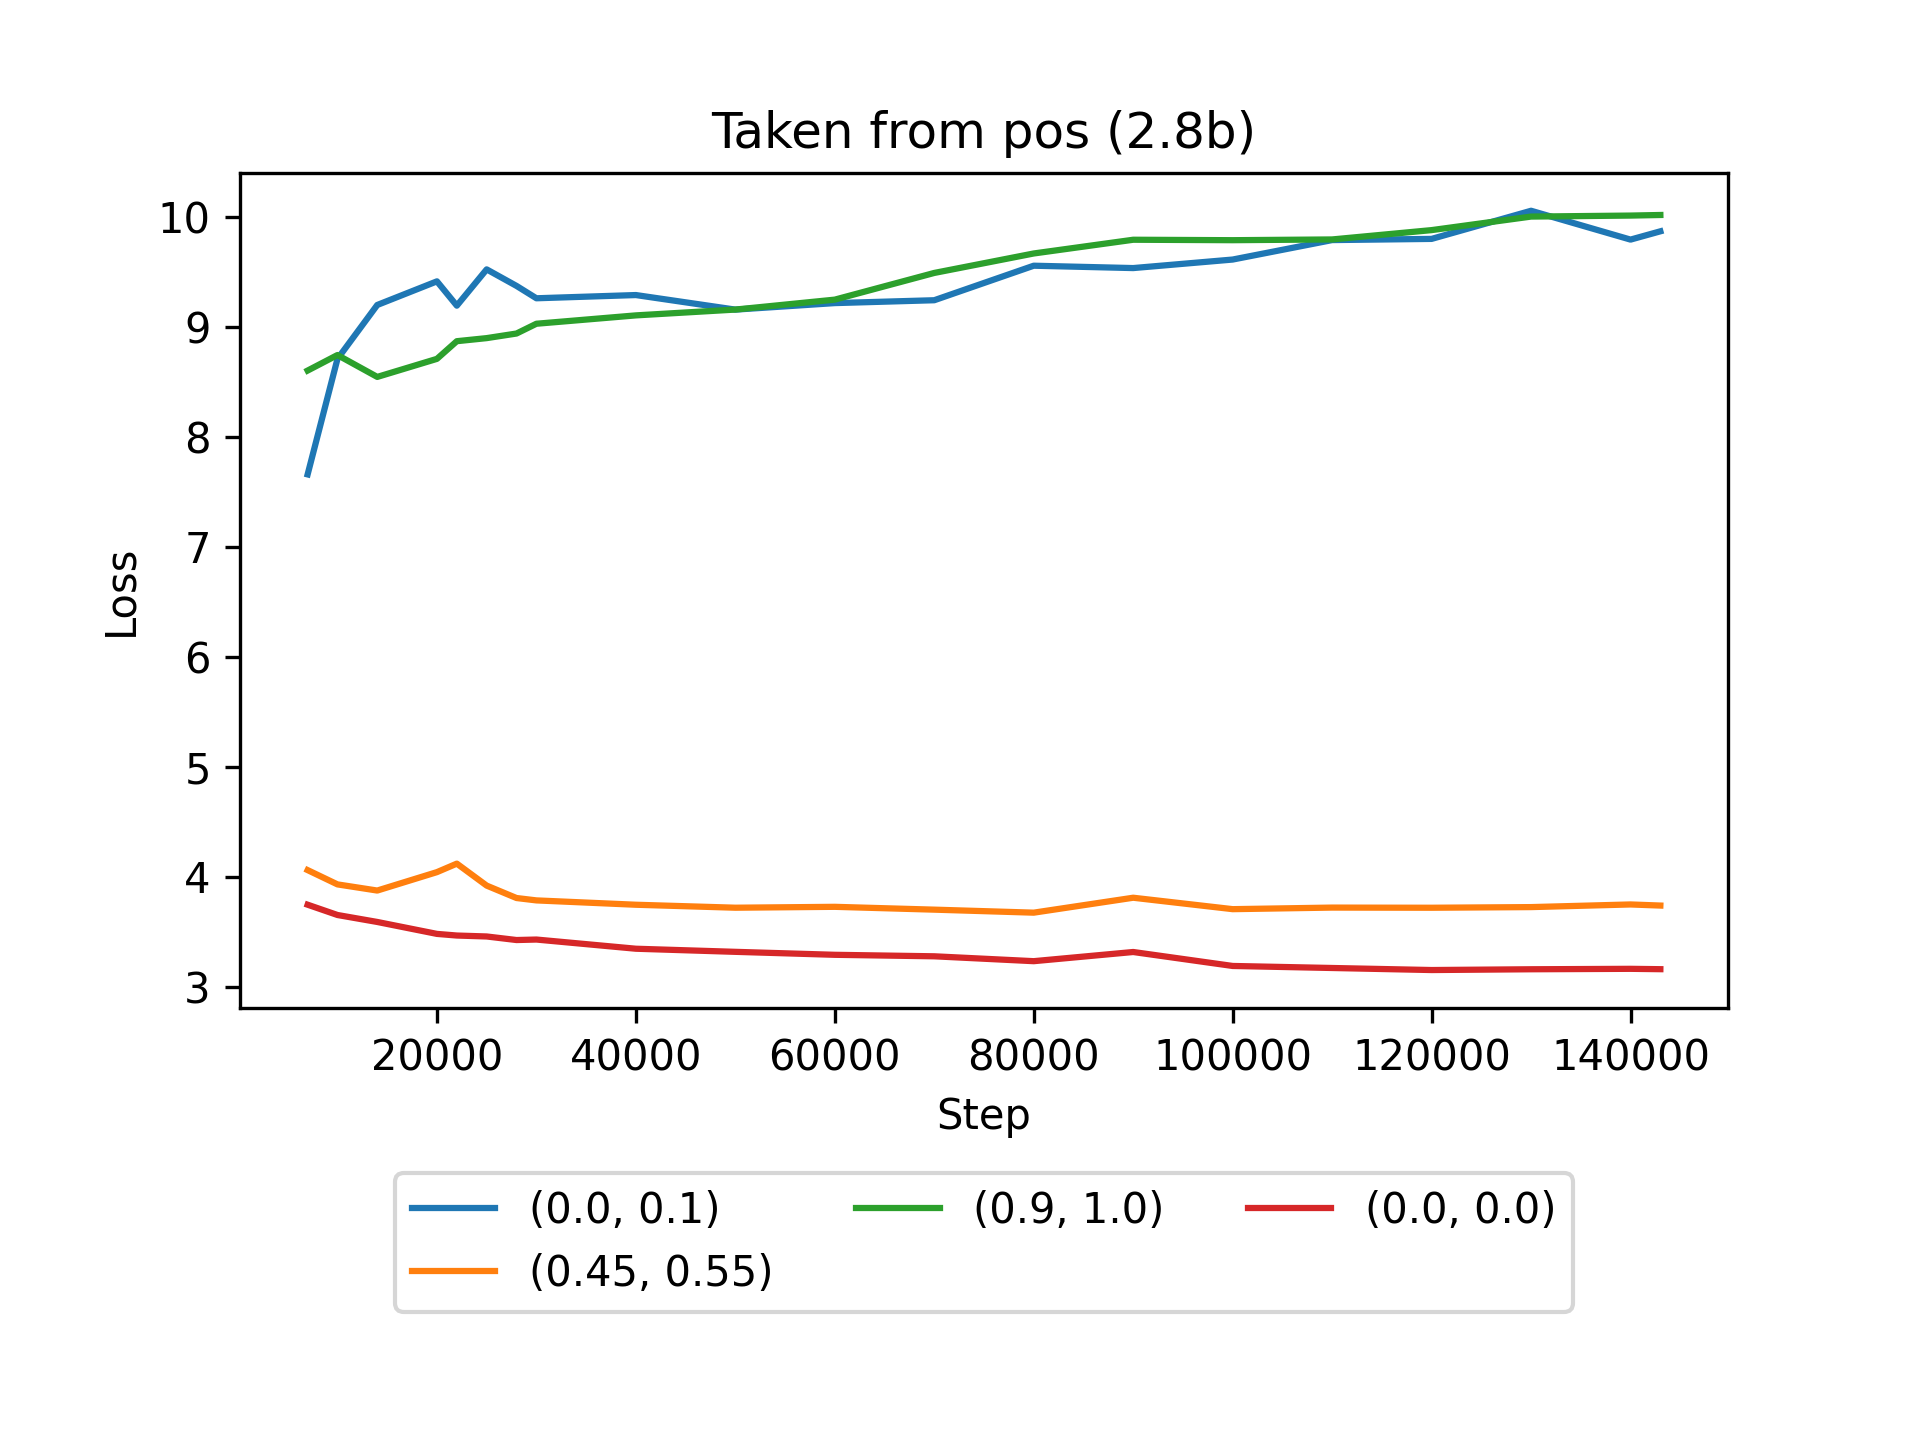 Taken from pos (2.8b)
10
9
8
7
6
5
4
3
Loss
20000 40000 60000 80000 100000 120000 140000
Step
(0.0, 0.1) (0.9, 1.0) (0.0, 0.0)
(0.45, 0.55)